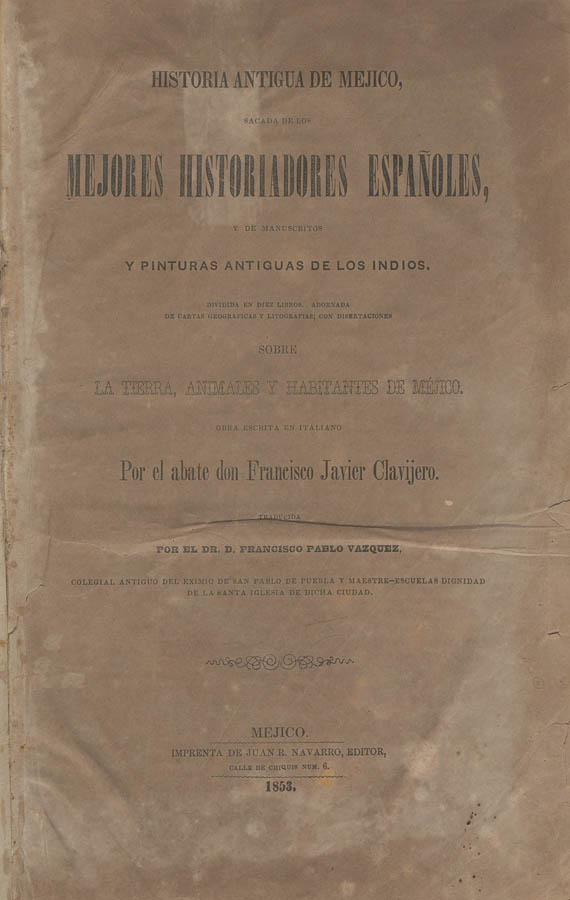 HISTORIA ANTIGUA DE MEJICO,
SACADA DE LOS
MEJORES HISTORIADORES ESPAÑOLES,
Y DE MANUSCRITOS
Y PINTURAS ANTIGUAS DE LOS INDIOS.
DIVIDIDA EN DIEZ LIBROS. ADORNADA
DE CARTAS GEOGRAFICAS Y LITOGRAFIAS; CON DISERTACIONES
SOBRE
LA TIERRA, ANIMALES Y HABITANTES DE MÉJICO.
OBRA ESCRITA EN ITALIANO
Por el abate don Francisco Javier Clavijero.
TRADUCIDA
POR EL DR. D. FRANCISCO PABLO VAZQUEZ,
COLEGIAL ANTIGUO DEL EXIMIO DE SAN PABLO DE PUEBLA Y MAESTRE-ESCUELAS DIGNIDAD
DE LA SANTA IGLESIA DE DICHA CIUDAD.
MEJICO.
IMPRENTA DE JUAN R. NAVARRO, EDITOR,
CALLE DE CHIQUIS NUM. 6.
1853.